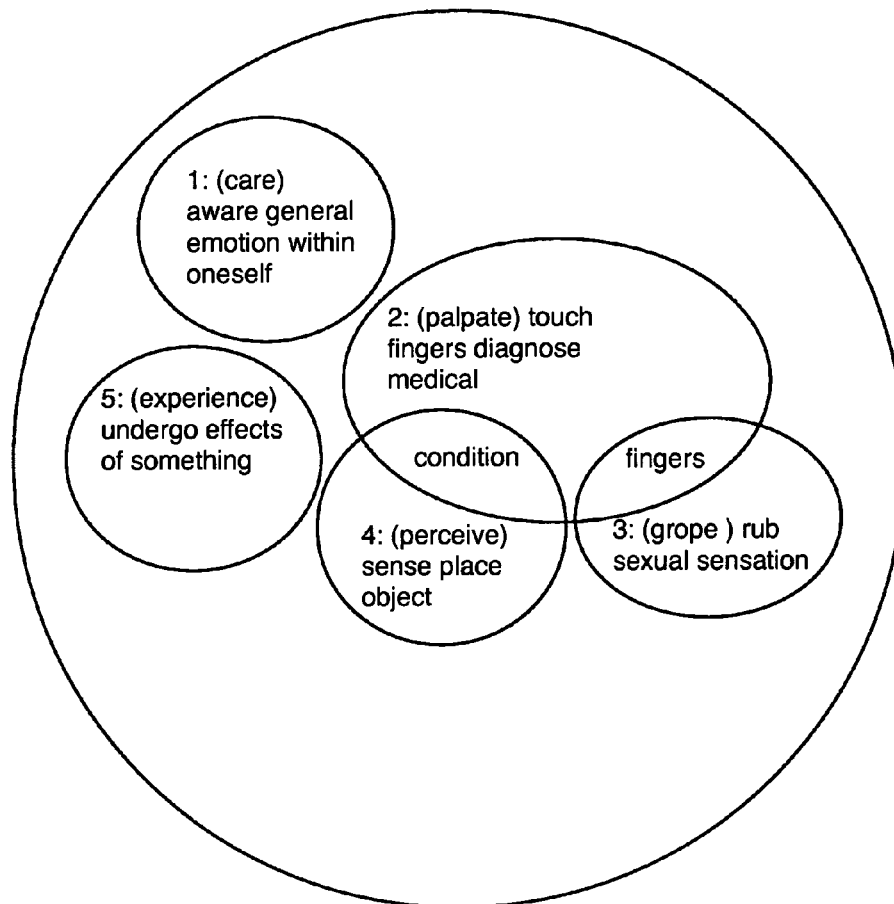 1: (care)
aware general
emotion within
oneself
2: (palpate) touch
fingers diagnose
medical
5: (experience)
undergo effects
of something
condition
fingers
4: (perceive)
sense place
object
3: (grope ) rub
sexual sensation